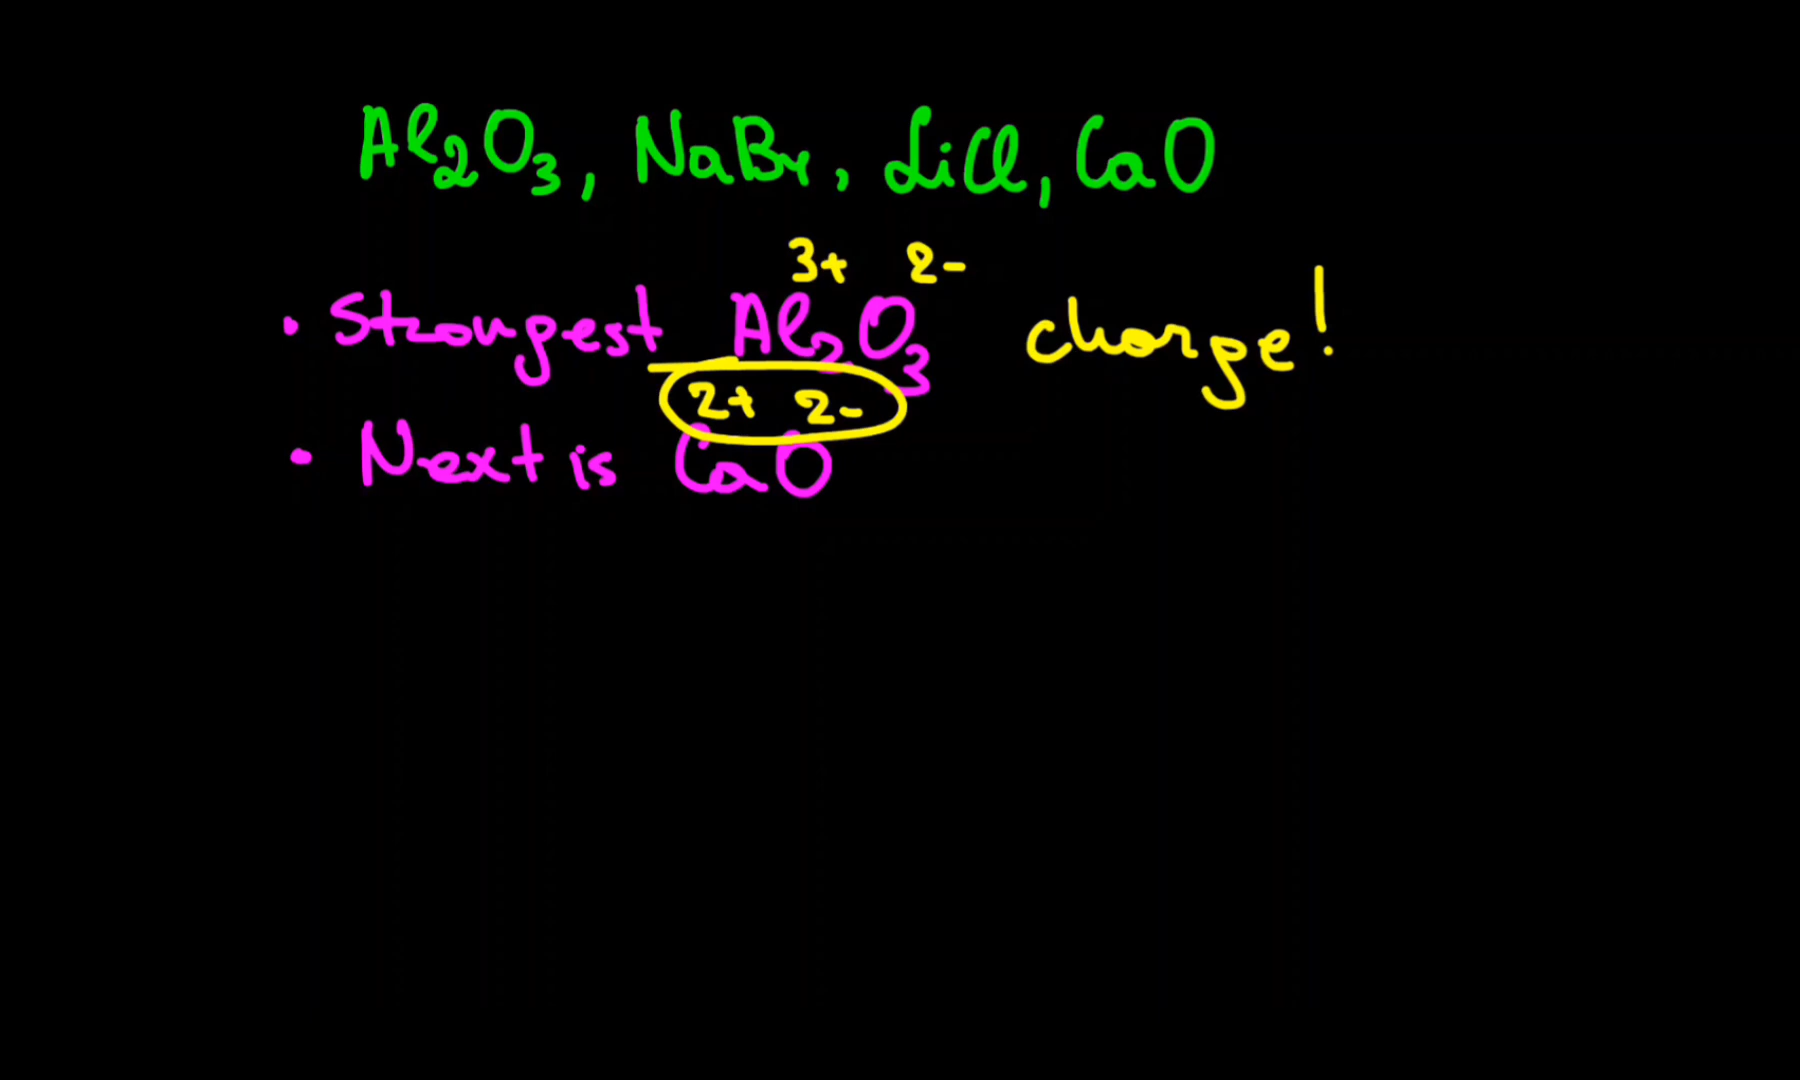 Al₂O₃, NaBr, LiCl, CaO
3+ 2-
• Strongest Al₂O₃ charge!
2+ 2-
• Next is CaO